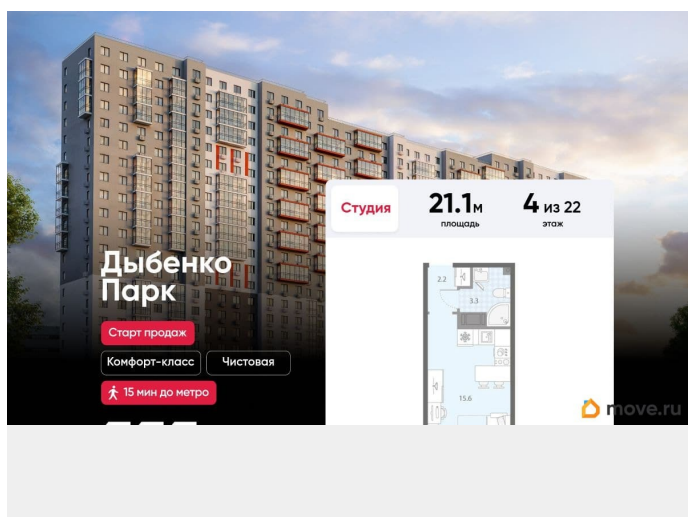 Студия
21.1м
площадь
4 из 22
этаж
Дыбенко
Парк
Старт продаж
Комфорт-класс
Чистовая
15 мин до метро
2.2
3.3
15.6
move.ru